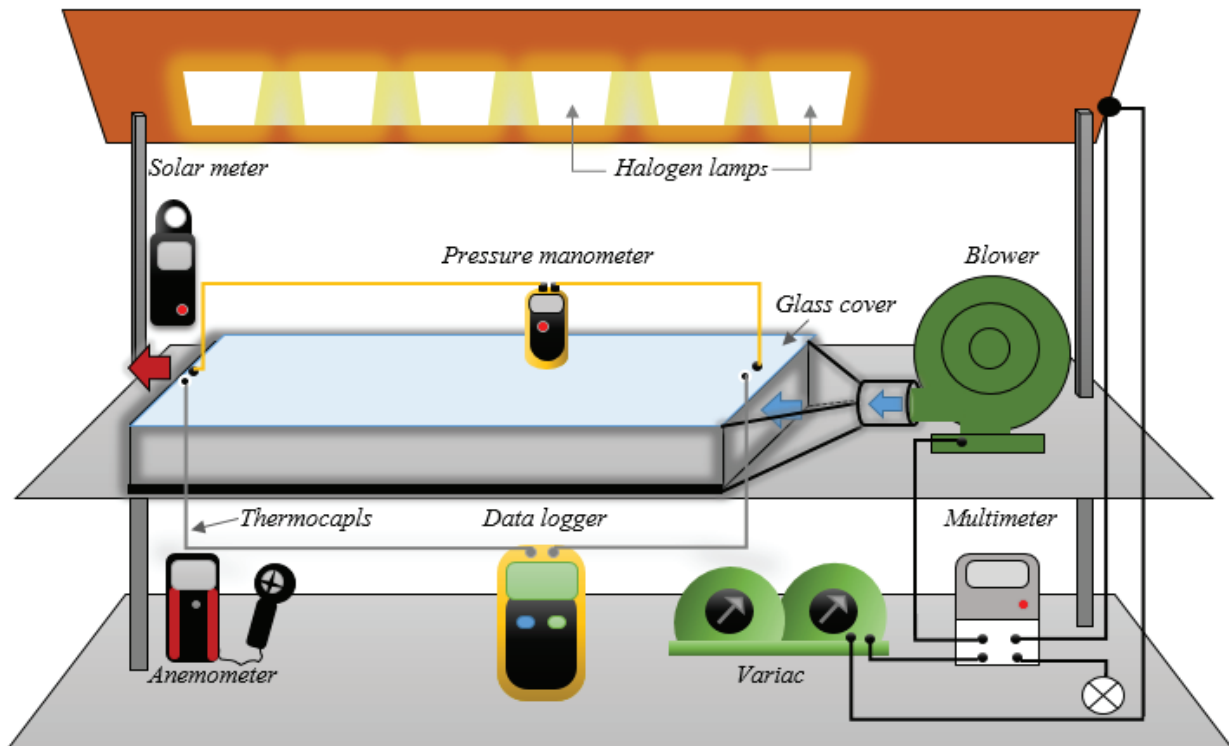 Solar meter
Halogen lamps
Pressure manometer
Blower
Glass cover
Thermocapls
Data logger
Multimeter
Anemometer
Variac